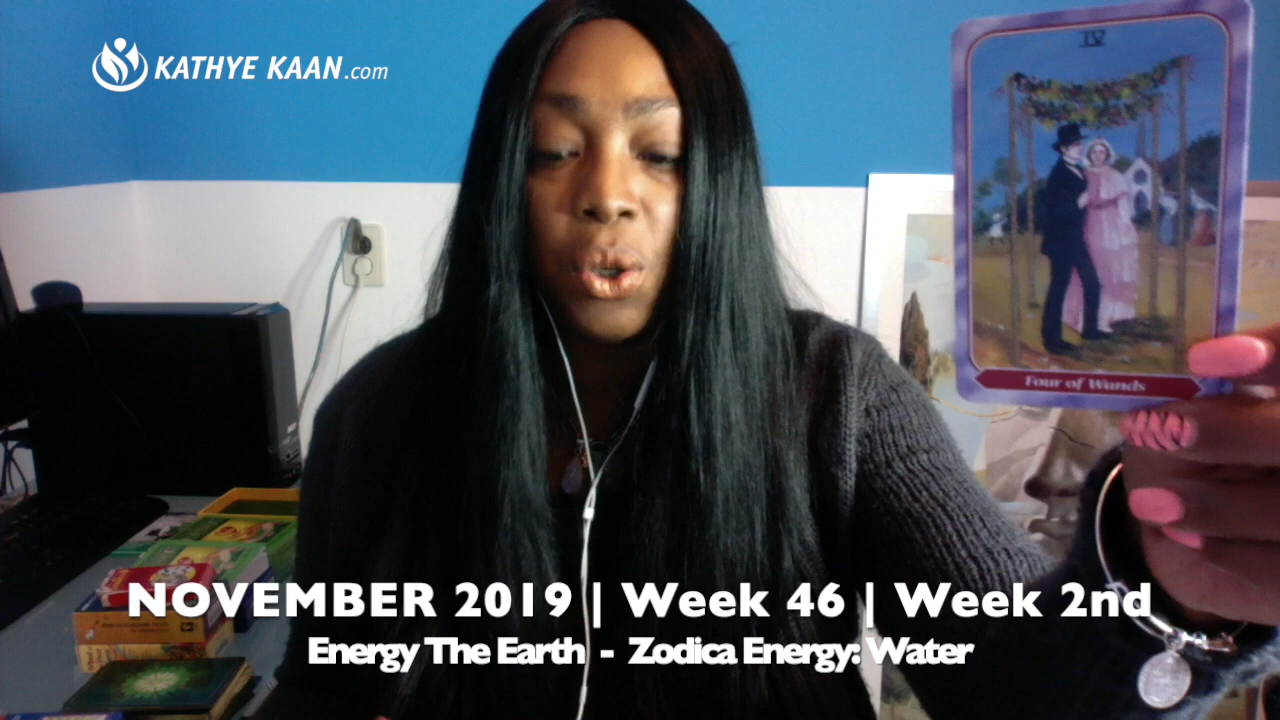 KATHYE KAAN.com
IV
Four of Wands
NOVEMBER 2019 | Week 46 | Week 2nd
Energy The Earth - Zodica Energy: Water